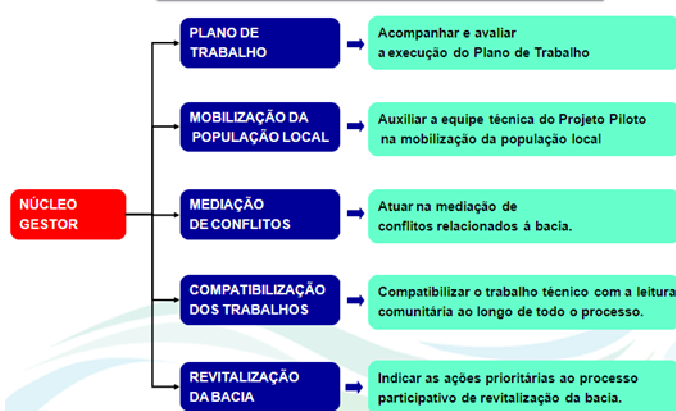 PLANO DE
TRABALHO
Acompanhar e avaliar
a execução do Plano de Trabalho
MOBILIZAÇÃO DA
POPULAÇÃO LOCAL
Auxiliar a equipe técnica do Projeto Piloto
na mobilização da população local
NÚCLEO
GESTOR
MEDIAÇÃO
DE CONFLITOS
Atuar na mediação de
conflitos relacionados á bacia.
COMPATIBILIZAÇÃO
DOS TRABALHOS
Compatibilizar o trabalho técnico com a leitura
comunitária ao longo de todo o processo.
REVITALIZAÇÃO
DA BACIA
Indicar as ações prioritárias ao processo
participativo de revitalização da bacia.